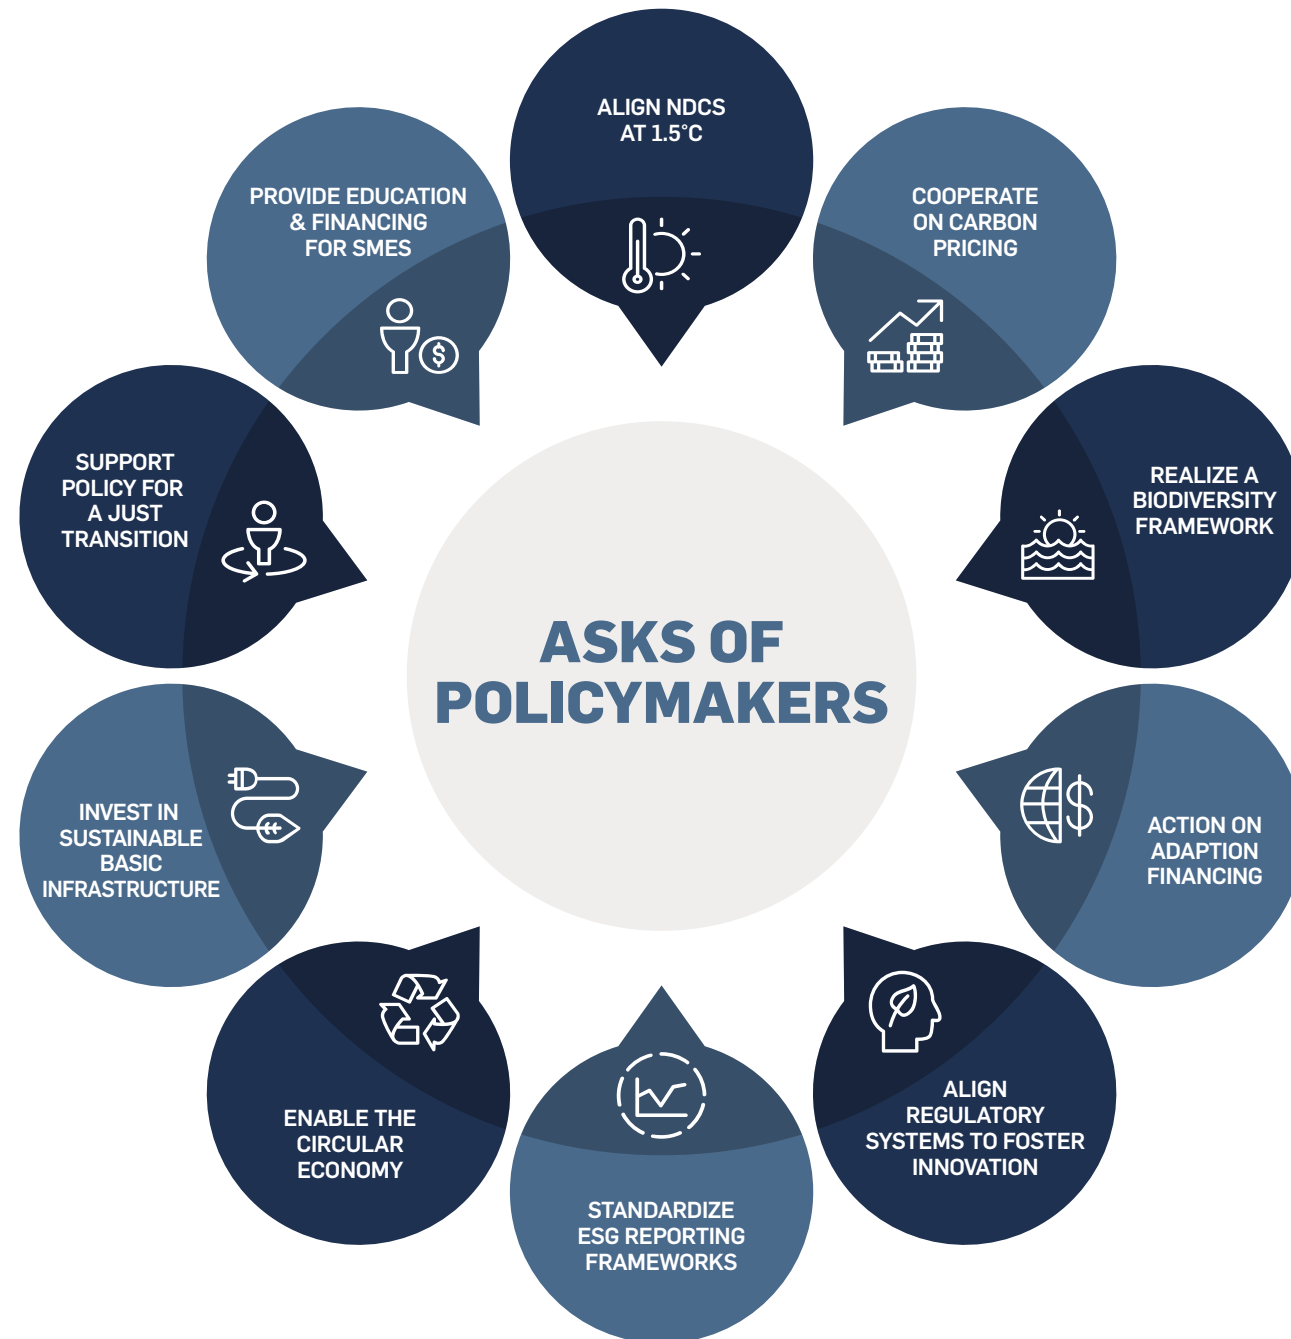 ALIGN NDCS
AT 1.5°C
COOPERATE
ON CARBON
PRICING
REALIZE A
BIODIVERSITY
FRAMEWORK
ACTION ON
ADAPTION
FINANCING
ALIGN
REGULATORY
SYSTEMS TO FOSTER
INNOVATION
STANDARDIZE
ESG REPORTING
FRAMEWORKS
ENABLE THE
CIRCULAR
ECONOMY
INVEST IN
SUSTAINABLE
BASIC
INFRASTRUCTURE
SUPPORT
POLICY FOR
A JUST
TRANSITION
PROVIDE EDUCATION
& FINANCING
FOR SMES
$
$
ASKS OF
POLICYMAKERS